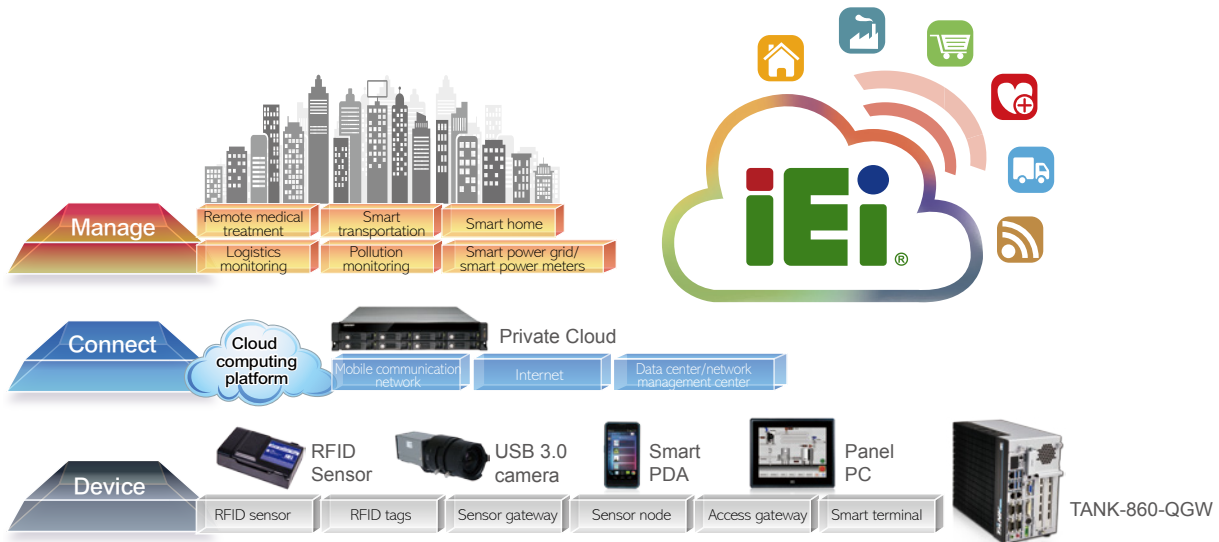 iEi®
Manage
Remote medical
treatment
Smart
transportation
Smart home
Logistics
monitoring
Pollution
monitoring
Smart power grid/
smart power meters
Connect
Cloud
computing
platform
Private Cloud
Mobile communication
network
Internet
Data center/network
management center
Device
RFID
Sensor
USB 3.0
camera
Smart
PDA
Panel
PC
TANK-860-QGW
RFID sensor
RFID tags
Sensor gateway
Sensor node
Access gateway
Smart terminal